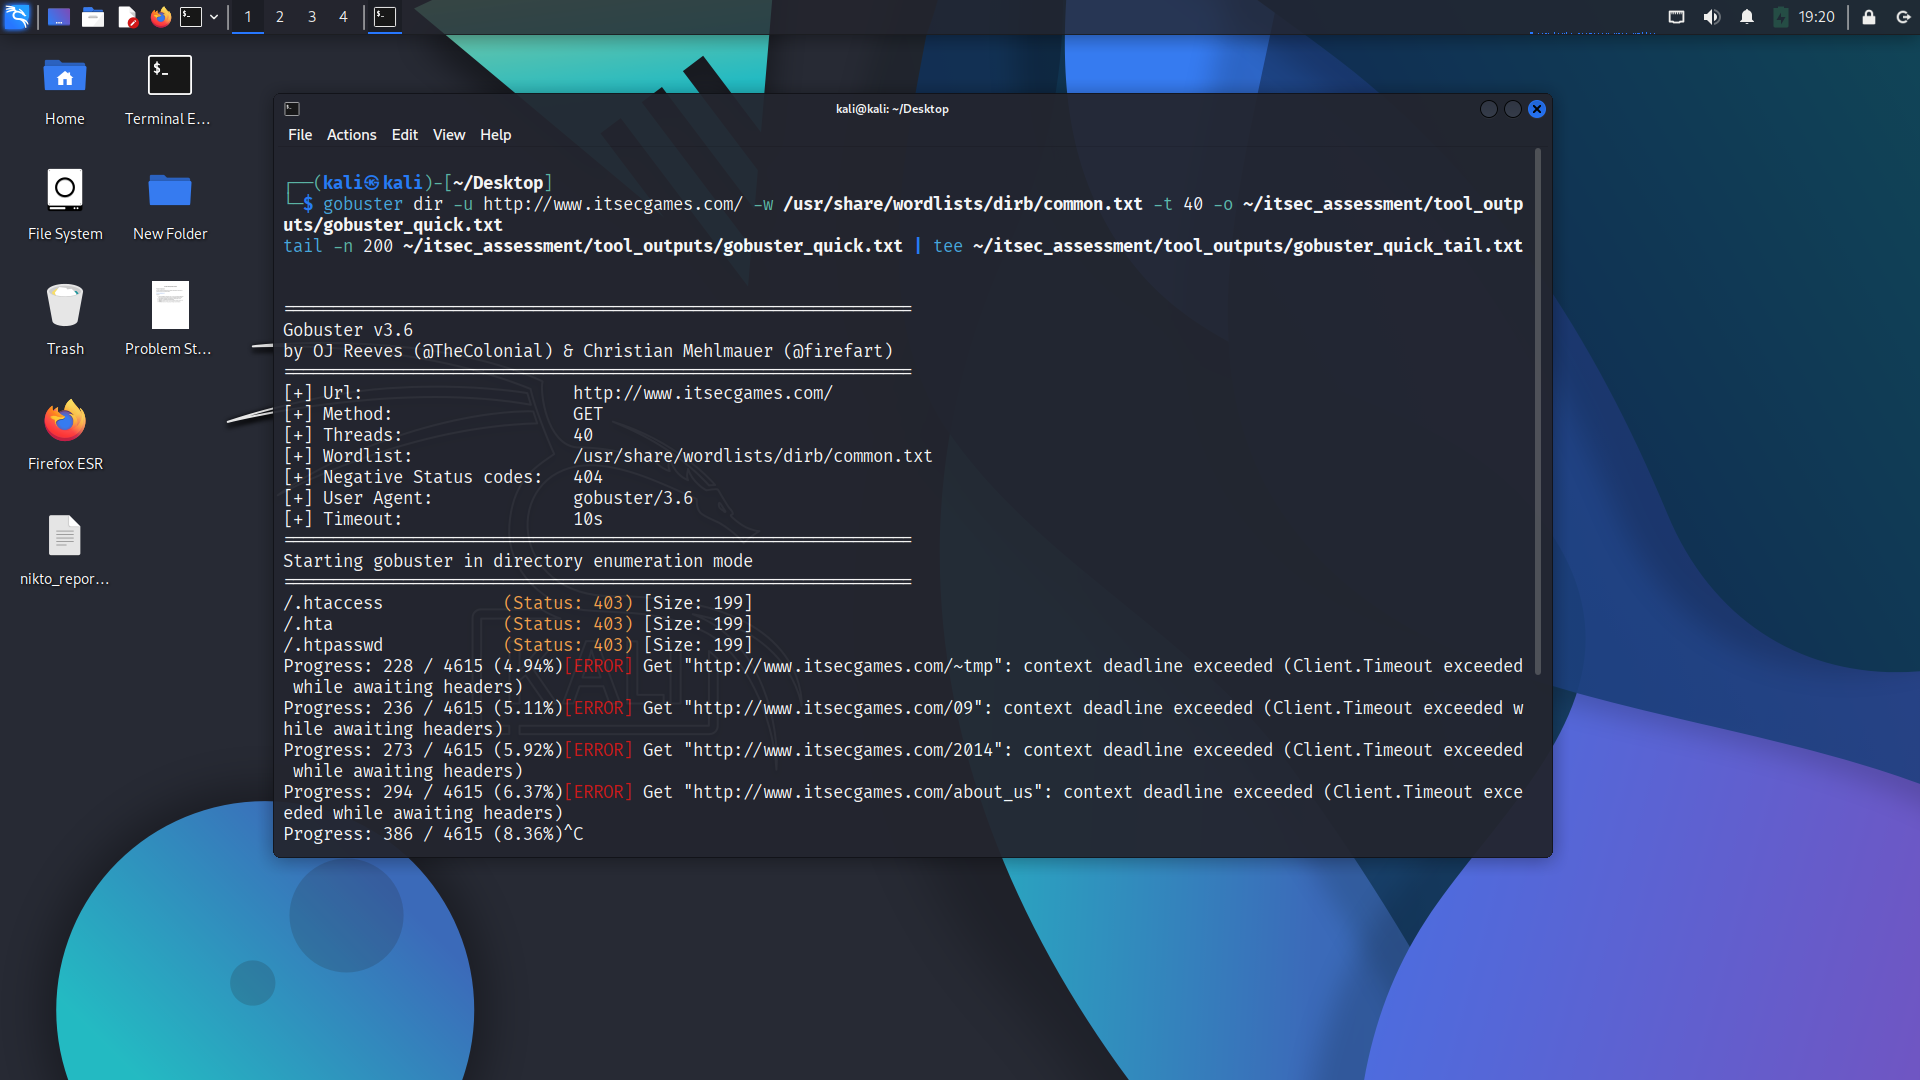 1
2
3
4
19:20
Home
Terminal E...
File System
New Folder
Trash
Problem St...
Firefox ESR
nikto_repor...
kali@kali: ~/Desktop
File Actions Edit View Help
┌──(kali㉿kali)-[~/Desktop]
└─$ gobuster dir -u http://www.itsecgames.com/ -w /usr/share/wordlists/dirb/common.txt -t 40 -o ~/itsec_assessment/tool_outp
uts/gobuster_quick.txt
tail -n 200 ~/itsec_assessment/tool_outputs/gobuster_quick.txt | tee ~/itsec_assessment/tool_outputs/gobuster_quick_tail.txt
===============================================================
Gobuster v3.6
by OJ Reeves (@TheColonial) & Christian Mehlmauer (@firefart)
===============================================================
[+] Url:                     http://www.itsecgames.com/
[+] Method:                  GET
[+] Threads:                 40
[+] Wordlist:                /usr/share/wordlists/dirb/common.txt
[+] Negative Status codes:   404
[+] User Agent:              gobuster/3.6
[+] Timeout:                 10s
===============================================================
Starting gobuster in directory enumeration mode
===============================================================
/.htaccess            (Status: 403) [Size: 199]
/.hta                 (Status: 403) [Size: 199]
/.htpasswd            (Status: 403) [Size: 199]
Progress: 228 / 4615 (4.94%)[ERROR] Get "http://www.itsecgames.com/~tmp": context deadline exceeded (Client.Timeout exceeded
 while awaiting headers)
Progress: 236 / 4615 (5.11%)[ERROR] Get "http://www.itsecgames.com/09": context deadline exceeded (Client.Timeout exceeded w
hile awaiting headers)
Progress: 273 / 4615 (5.92%)[ERROR] Get "http://www.itsecgames.com/2014": context deadline exceeded (Client.Timeout exceeded
 while awaiting headers)
Progress: 294 / 4615 (6.37%)[ERROR] Get "http://www.itsecgames.com/about_us": context deadline exceeded (Client.Timeout exce
eded while awaiting headers)
Progress: 386 / 4615 (8.36%)^C
KALI